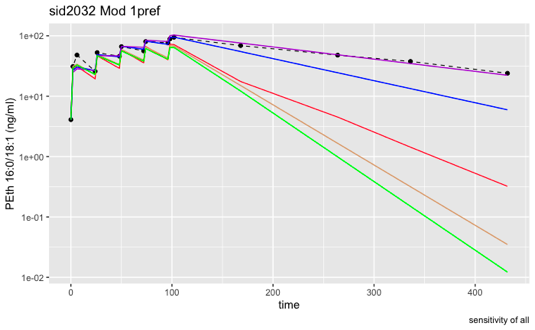 sid2032 Mod 1pref
PEth 16:0/18:1 (ng/ml)
1e+02
1e+01
1e+00
1e-01
1e-02
0 100 200 300 400
time
sensitivity of all